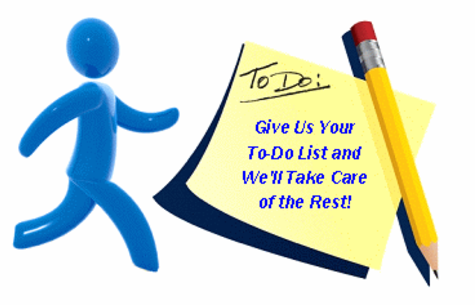 To Do:
Give Us Your
To-Do List and
We'll Take Care
of the Rest!